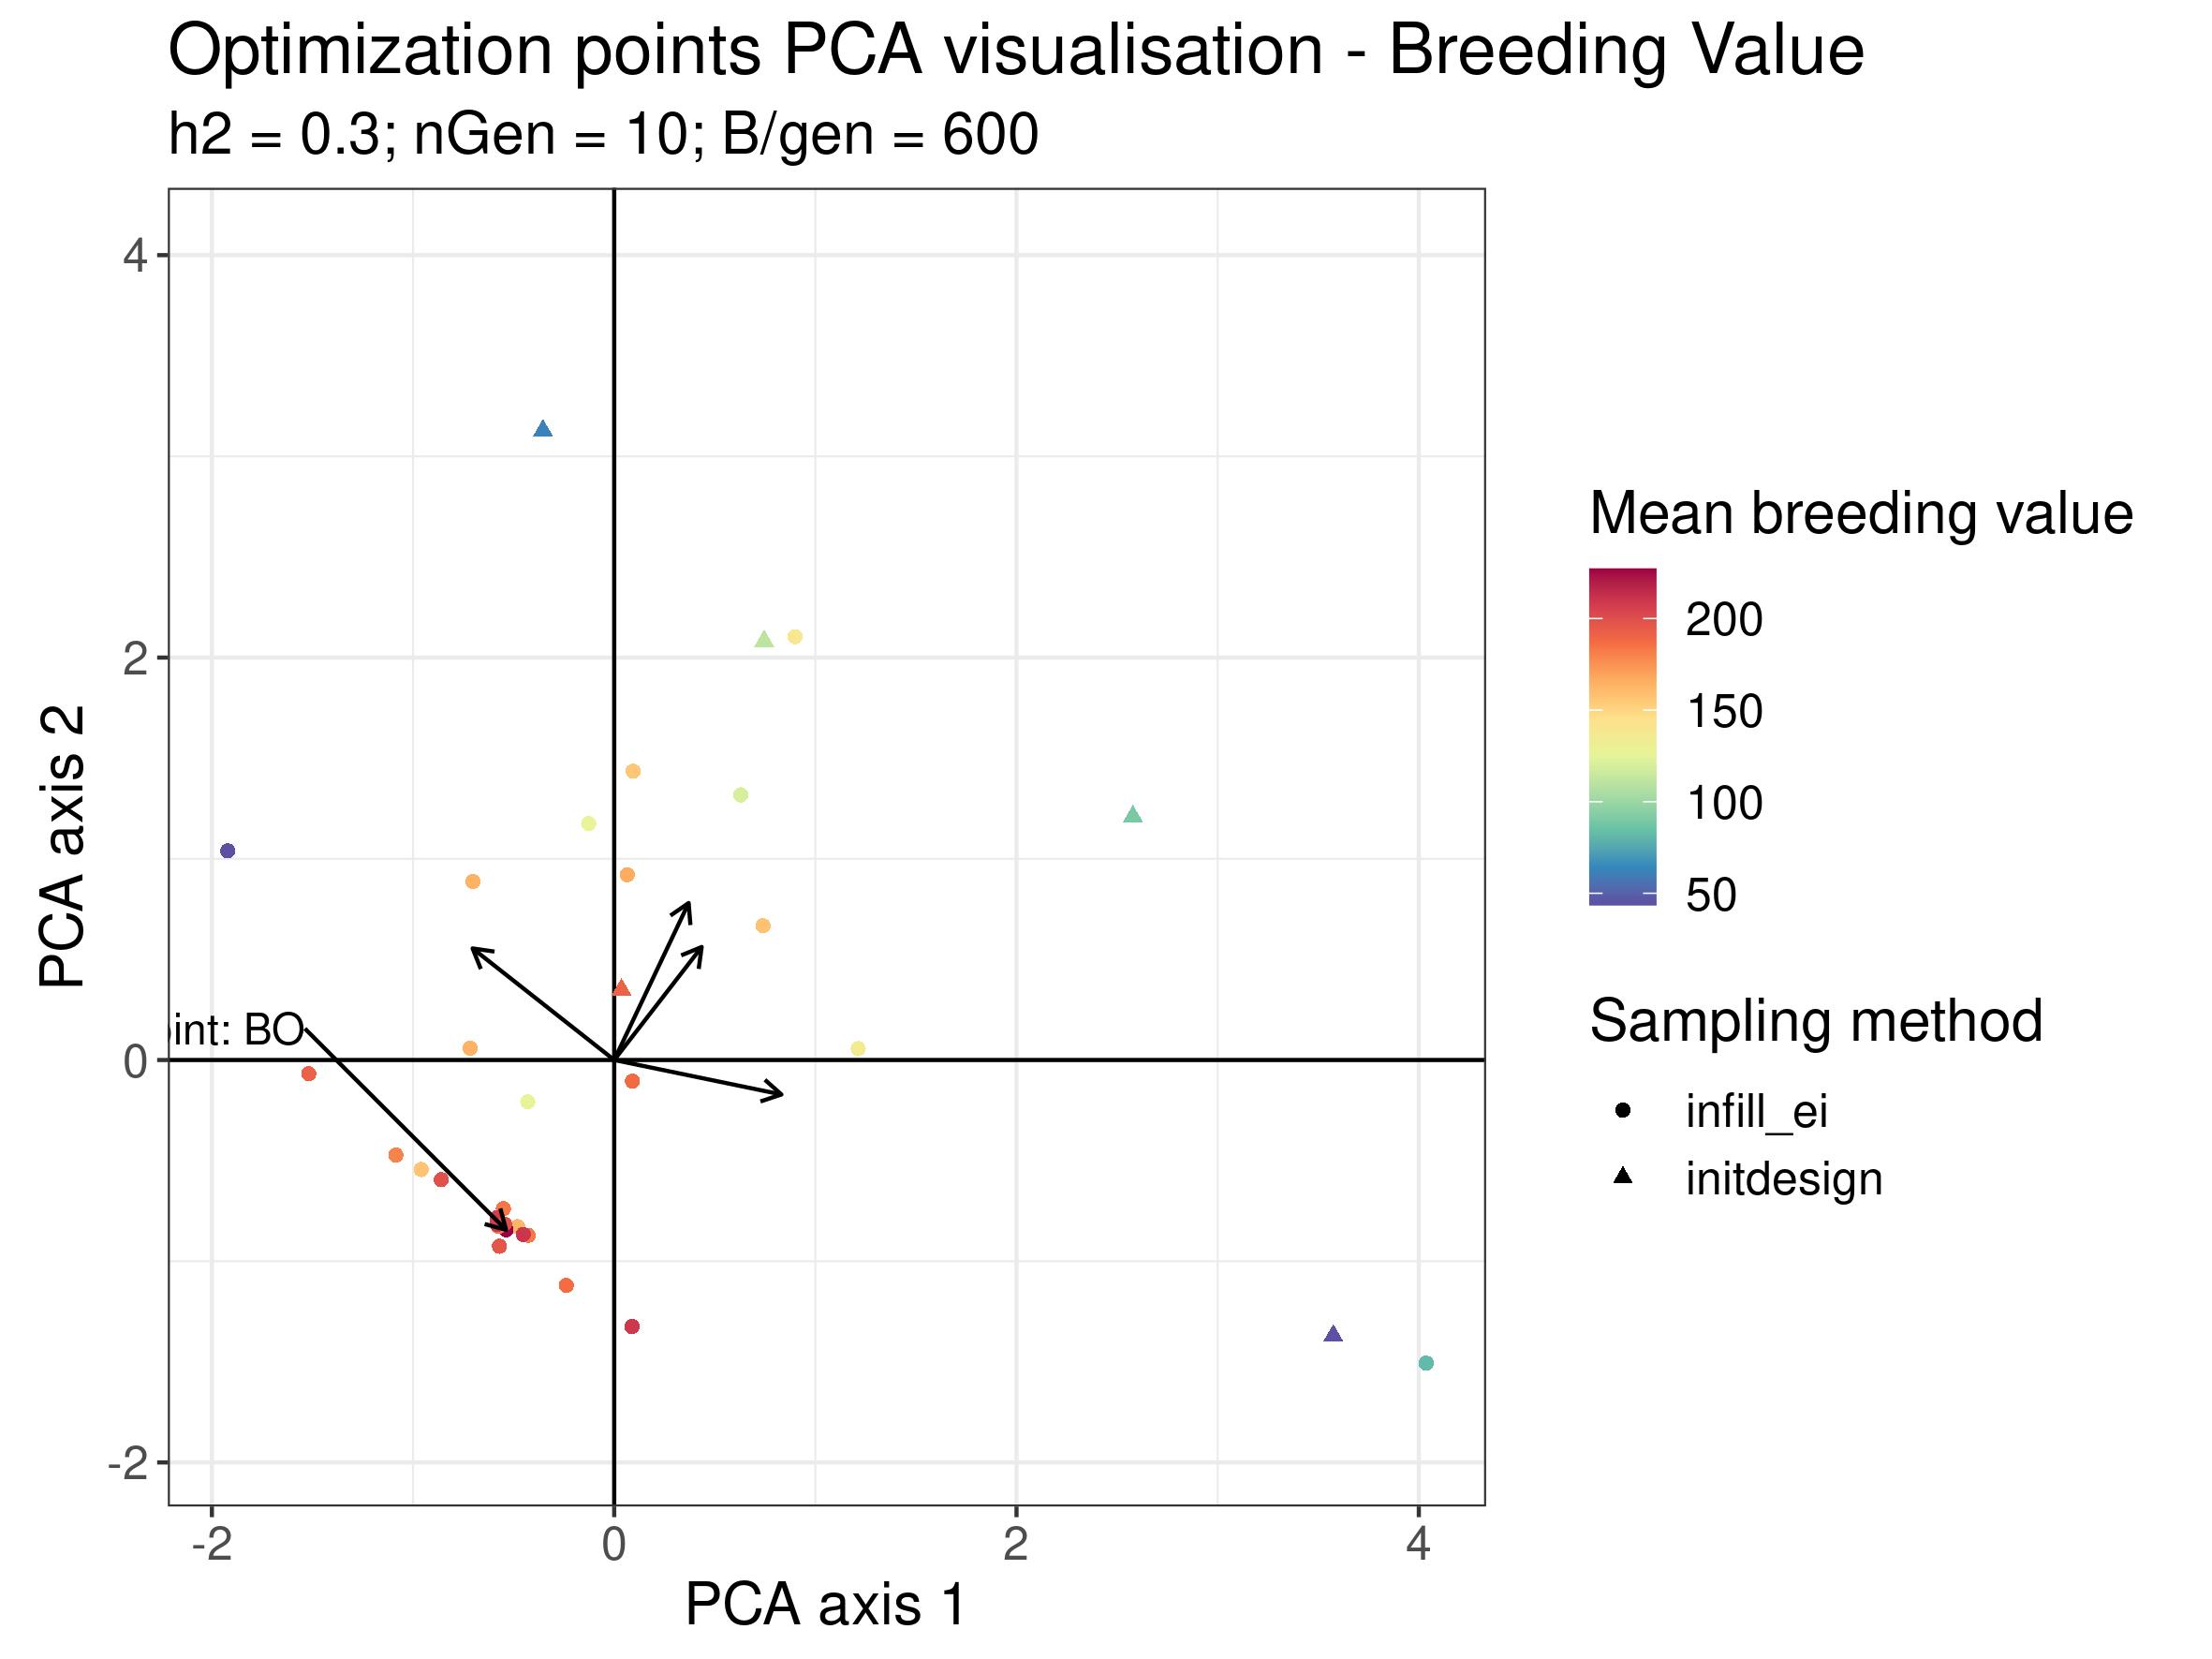 Optimization points PCA visualisation - Breeding Value
h2 = 0.3; nGen = 10; B/gen = 600
4
2
0
-2
PCA axis 2
int: BO
-2
0
2
4
PCA axis 1
Mean breeding value
200
150
100
50
Sampling method
infill_ei
initdesign